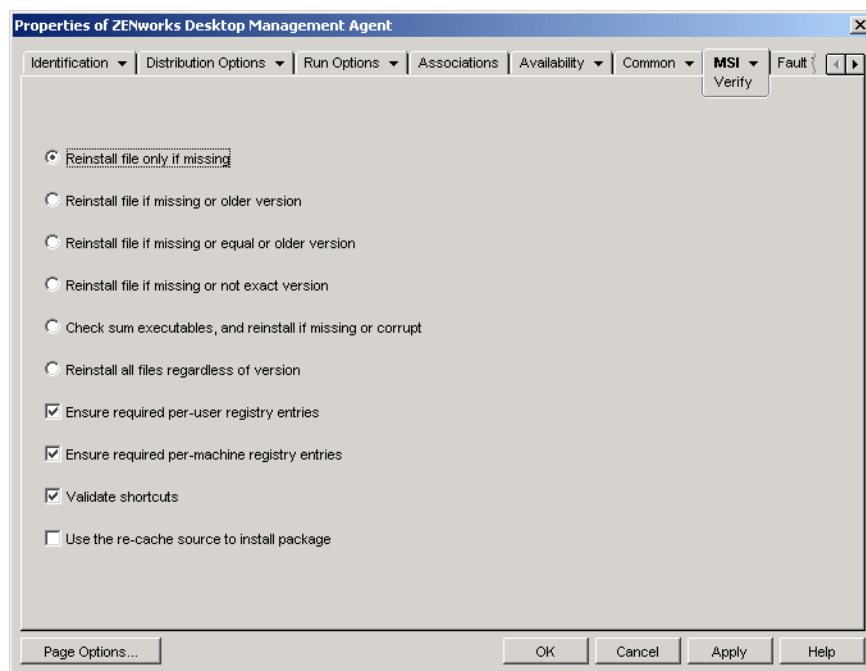 Properties of ZENworks Desktop Management Agent
Identification Distribution Options Run Options Associations Availability Common MSI Fault
Verify
Reinstall file only if missing
Reinstall file if missing or older version
Reinstall file if missing or equal or older version
Reinstall file if missing or not exact version
Check sum executables, and reinstall if missing or corrupt
Reinstall all files regardless of version
Ensure required per-user registry entries
Ensure required per-machine registry entries
Validate shortcuts
Use the re-cache source to install package
Page Options... OK Cancel Apply Help